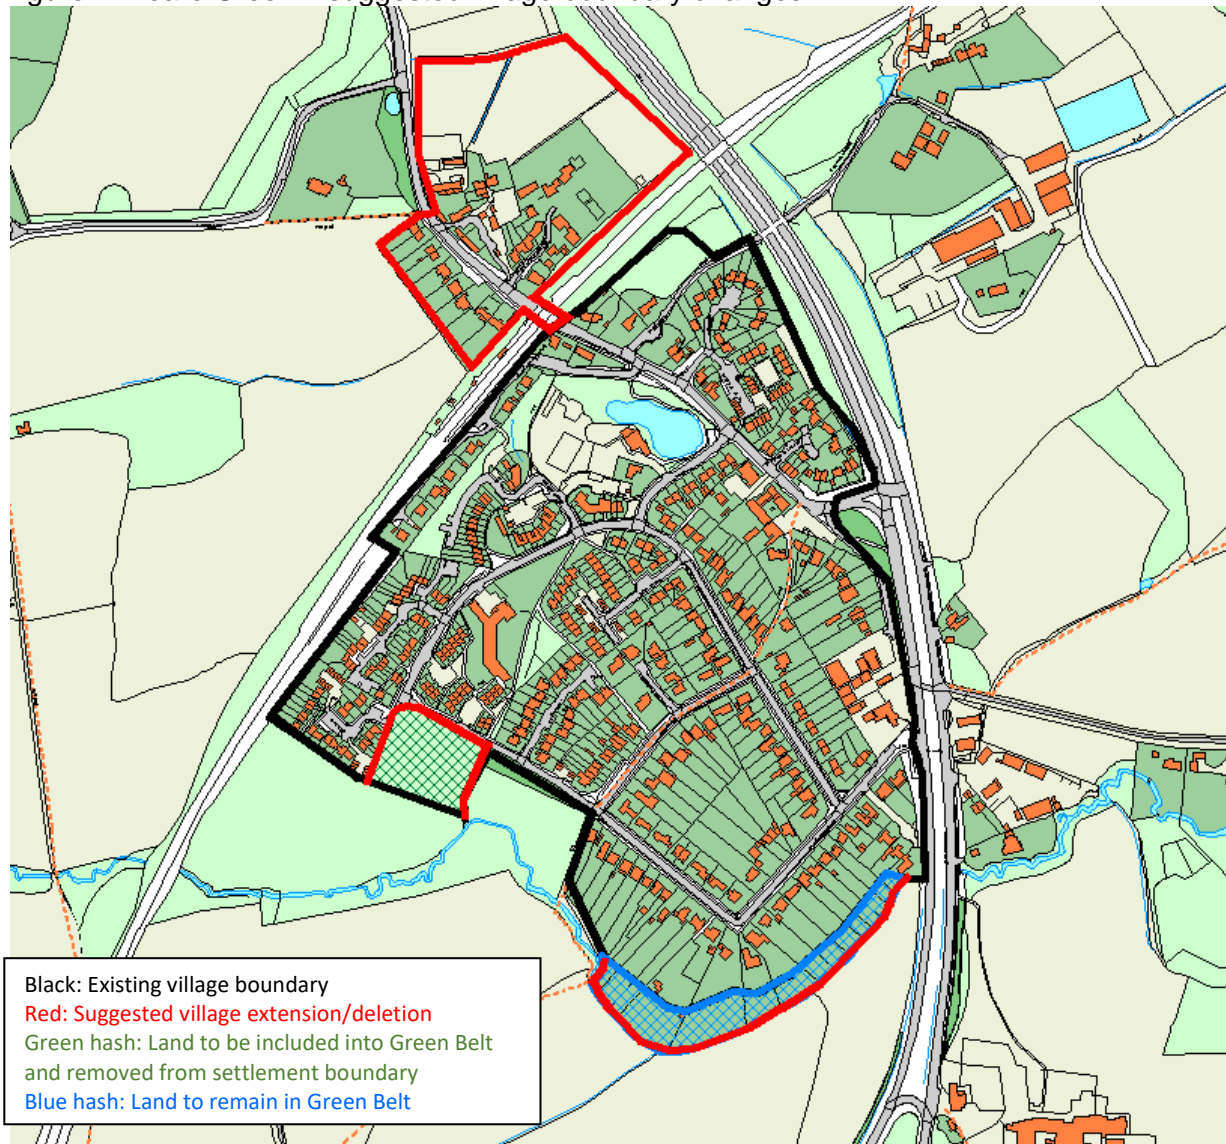 Black: Existing village boundary
Red: Suggested village extension/deletion
Green hash: Land to be included into Green Belt
and removed from settlement boundary
Blue hash: Land to remain in Green Belt